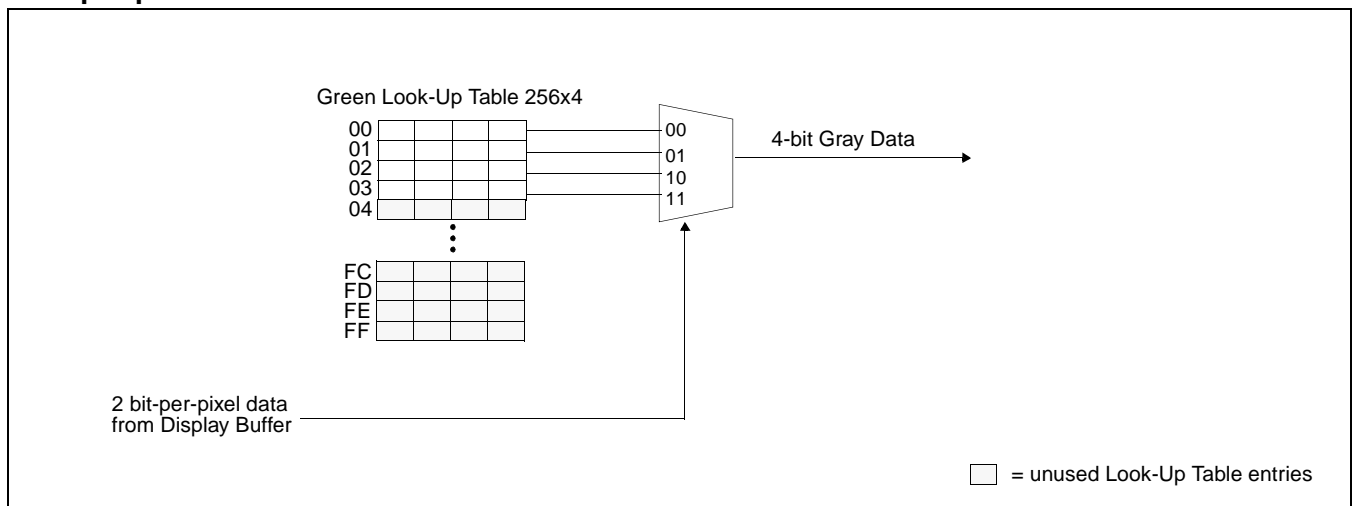 Green Look-Up Table 256x4
00
01
02
03
04
FC
FD
FE
FF
00
01
10
11
4-bit Gray Data
2 bit-per-pixel data
from Display Buffer
= unused Look-Up Table entries